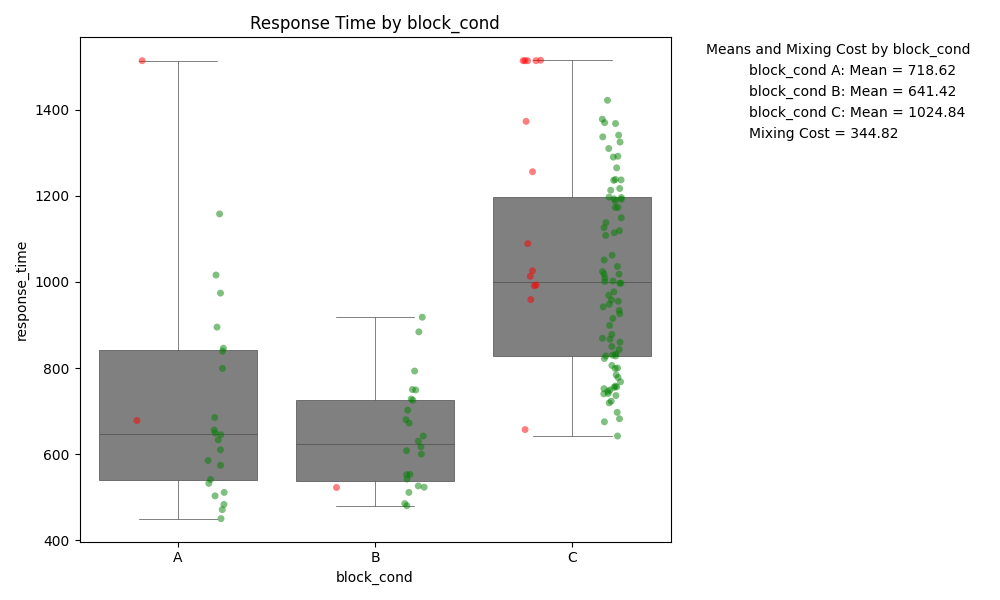 Response Time by block_cond
Means and Mixing Cost by block_cond
block_cond A: Mean = 718.62
block_cond B: Mean = 641.42
block_cond C: Mean = 1024.84
Mixing Cost = 344.82
response_time
1400
1200
1000
800
600
400
A
B
C
block_cond